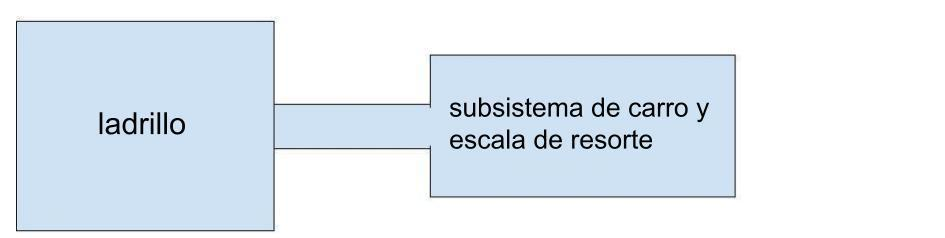 ladrillo
subsistema de carro y
escala de resorte